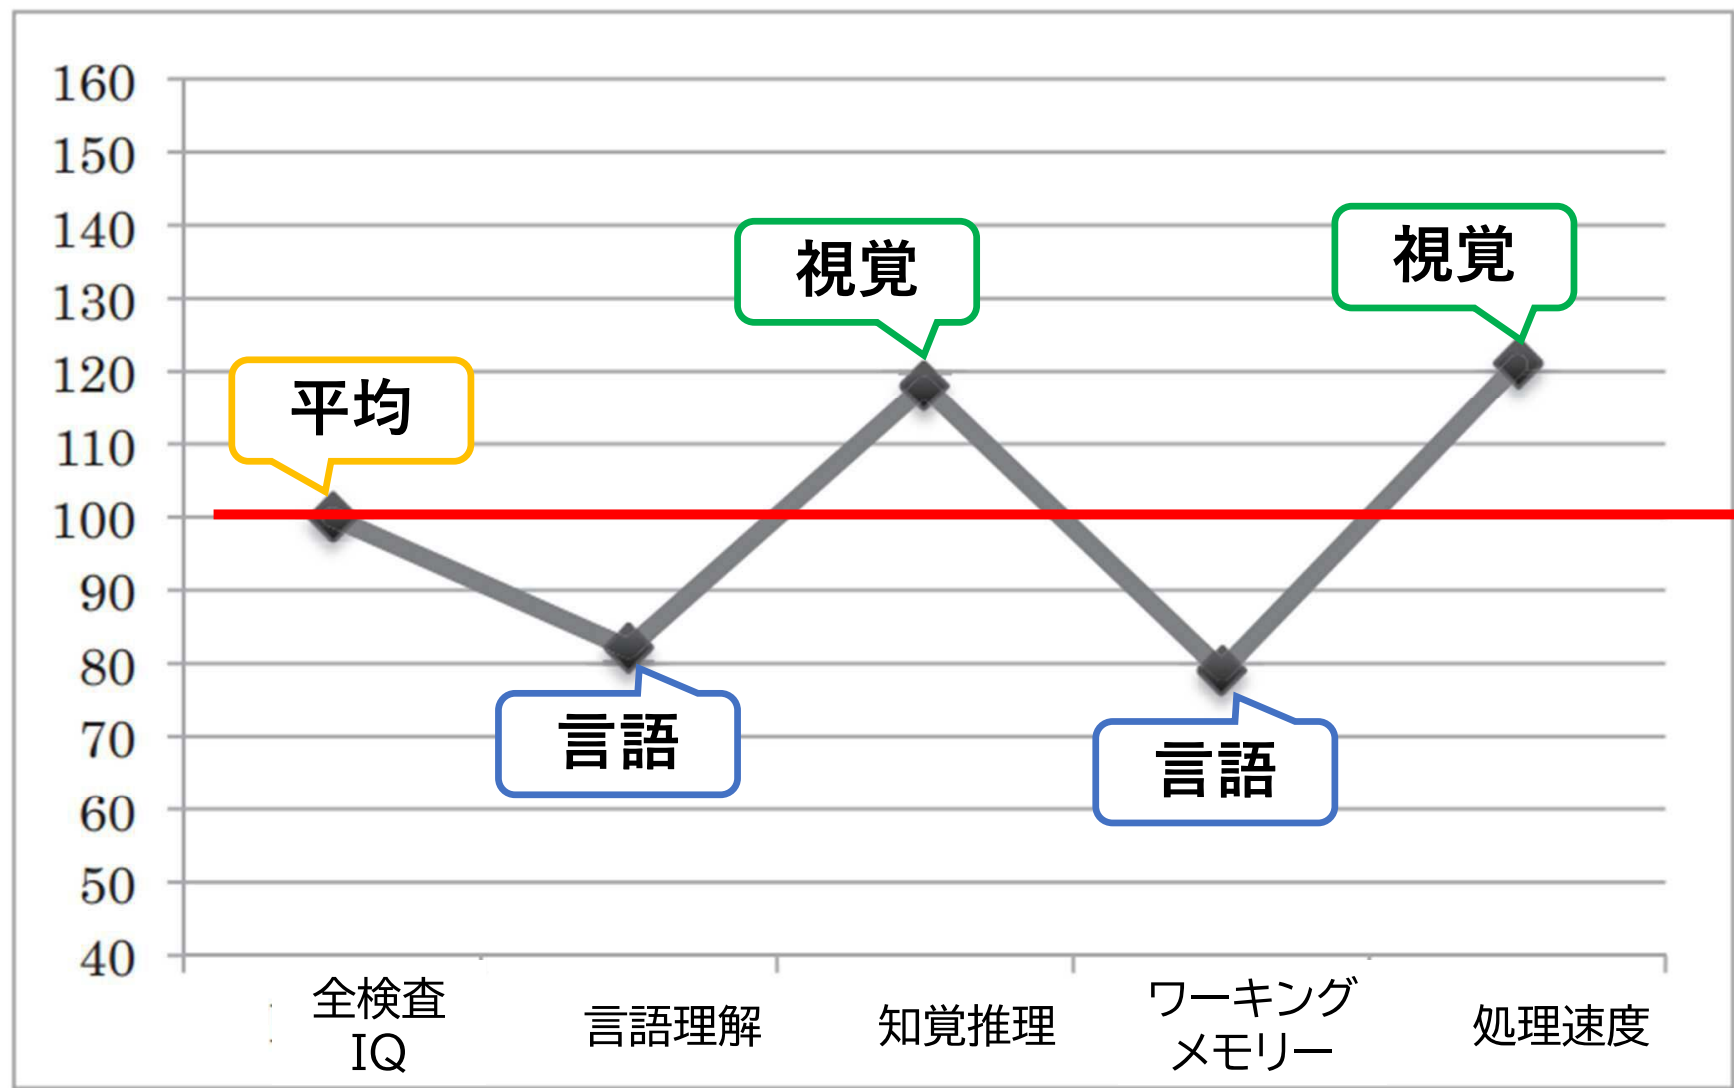 160
150
140
130
120
110
100
90
80
70
60
50
40
平均
言語
視覚
言語
視覚
全検査
IQ
言語理解
知覚推理
ワーキング
メモリー
処理速度